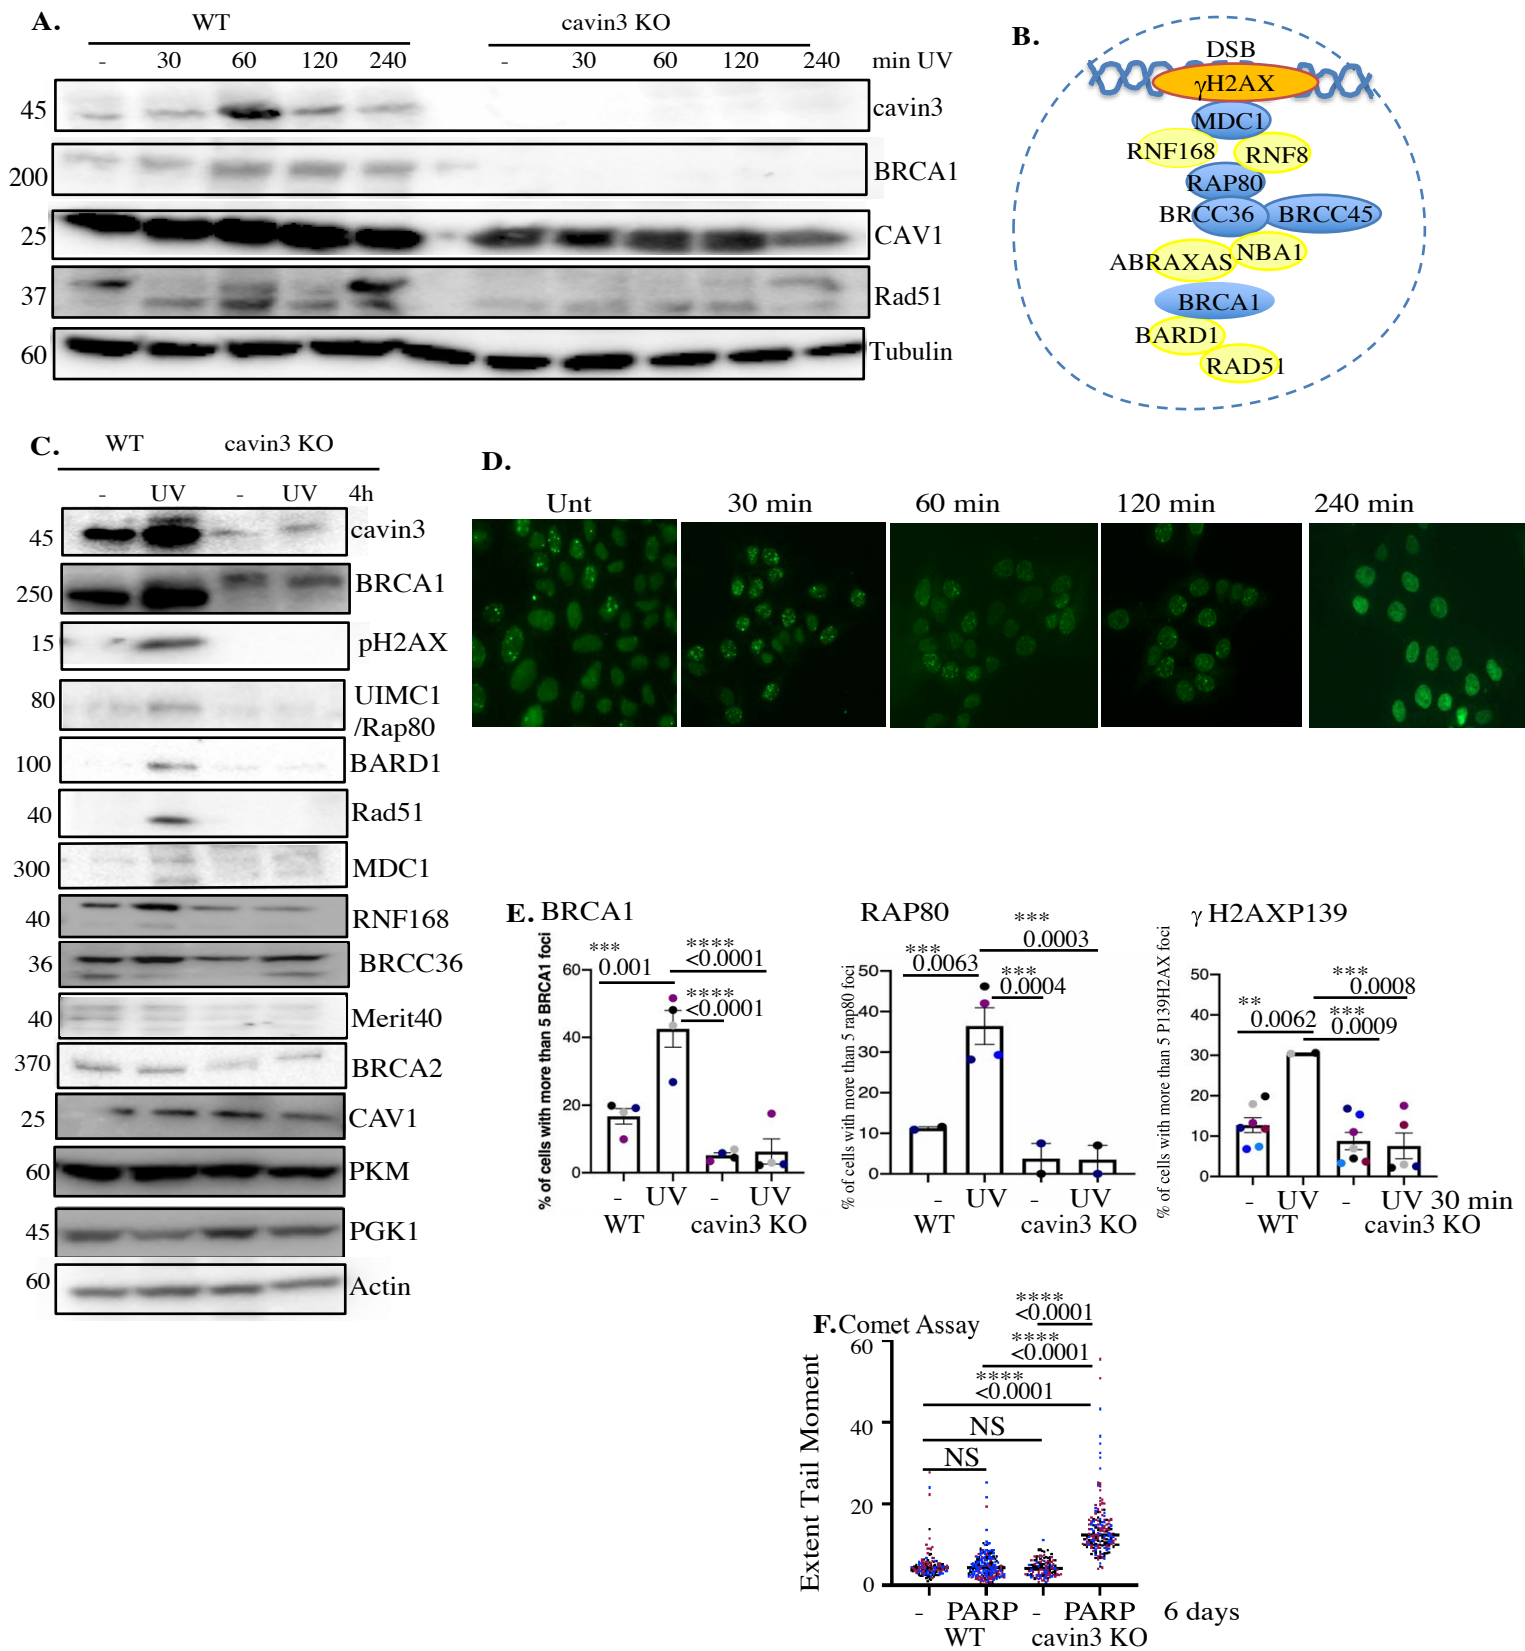 A.
WT
cavin3 KO
- 30 60 120 240 - 30 60 120 240 min UV
45 cavin3
200 BRCA1
25 CAV1
37 Rad51
60 Tubulin
B.
DSB
γH2AX
MDC1
RNF168 RNF8
RAP80
BRCC36 BRCC45
ABRAXAS NBA1
BRCA1
BARD1
RAD51
C.
WT cavin3 KO
- UV - UV 4h
45 cavin3
250 BRCA1
15 pH2AX
80 UIMC1
/Rap80
100 BARD1
40 Rad51
300 MDC1
40 RNF168
36 BRCC36
40 Merit40
370 BRCA2
25 CAV1
60 PKM
45 PGK1
60 Actin
D.
Unt 30 min 60 min 120 min 240 min
E. BRCA1
% of cells with more than 5 BRCA1 foci
60
40
20
0
***
0.001
****
<0.0001
****
<0.0001
- UV - UV
WT cavin3 KO
RAP80
% of cells with more than 5 rap80 foci
50
40
30
20
10
0
***
0.0063
***
0.0003
***
0.0004
- UV - UV
WT cavin3 KO
γ H2AXP139
% of cells with more than 5 P139H2AX foci
50
40
30
20
10
0
**
0.0062
***
0.0008
***
0.0009
- UV - UV 30 min
WT cavin3 KO
F. Comet Assay
Extent Tail Moment
60
40
20
0
****
<0.0001
****
<0.0001
****
<0.0001
NS
NS
- PARP - PARP 6 days
WT cavin3 KO